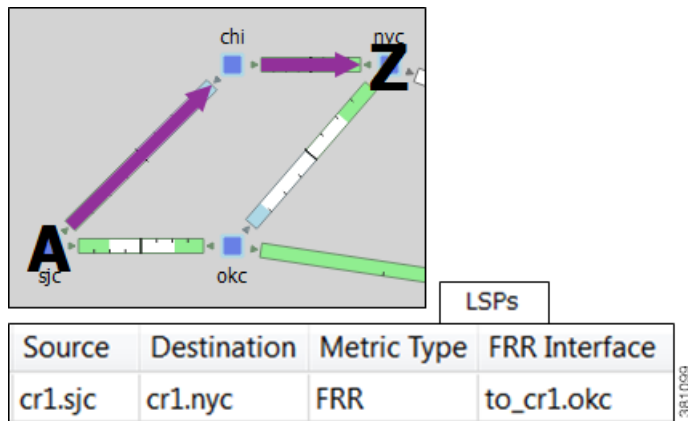 chi
nyc
Z
A
sjc
okc
LSPs
Source Destination Metric Type FRR Interface
cr1.sjc cr1.nyc FRR to_cr1.okc
381099